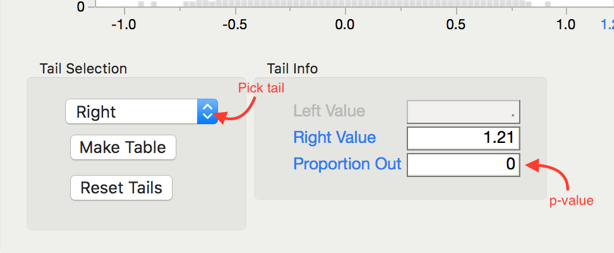 0
-1.0 -0.5 0.0 0.5 1.0 1.2
Tail Selection Tail Info
Pick tail
Right
Left Value .
Make Table
Right Value 1.21
Proportion Out 0
Reset Tails
p-value